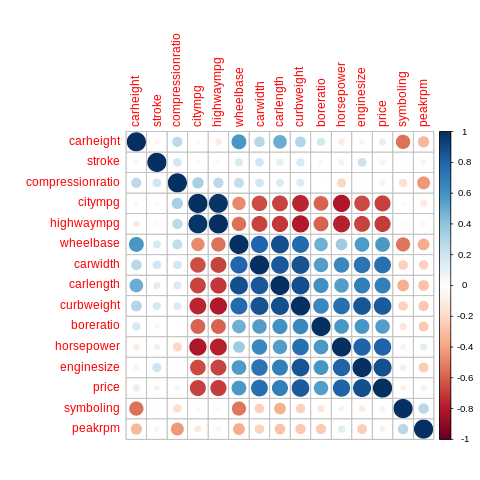 carheight
stroke
compressionratio
citympg
highwaympg
wheelbase
carwidth
carlength
curbweight
boreratio
horsepower
enginesize
price
symboling
peakrpm
carheight
stroke
compressionratio
citympg
highwaympg
wheelbase
carwidth
carlength
curbweight
boreratio
horsepower
enginesize
price
symboling
peakrpm
1
0.8
0.6
0.4
0.2
0
-0.2
-0.4
-0.6
-0.8
-1